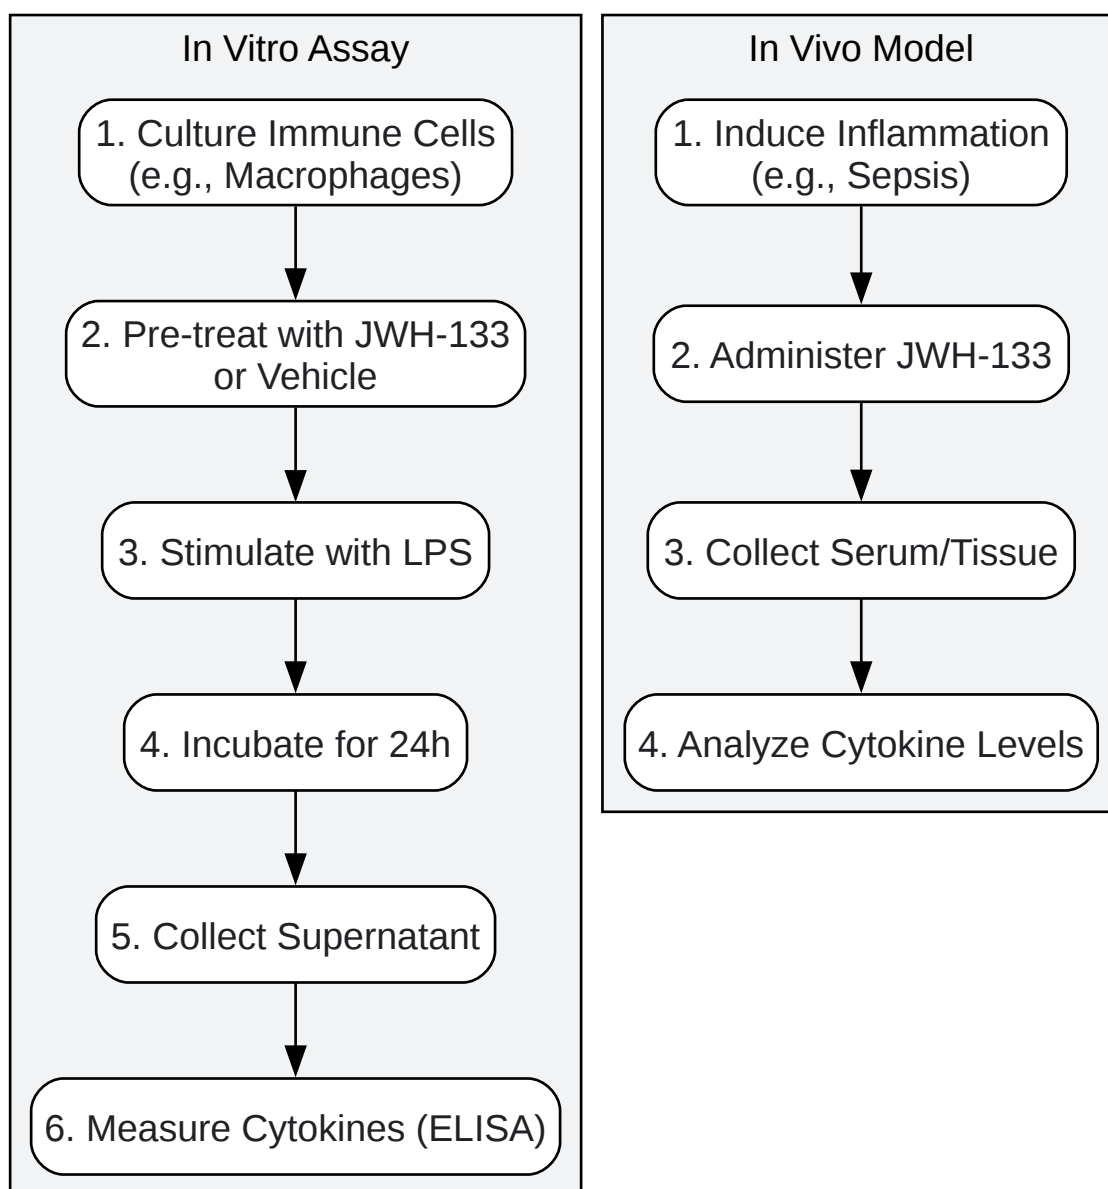 In Vitro Assay
1. Culture Immune Cells
(e.g., Macrophages)
2. Pre-treat with JWH-133
or Vehicle
3. Stimulate with LPS
4. Incubate for 24h
5. Collect Supernatant
6. Measure Cytokines (ELISA)
In Vivo Model
1. Induce Inflammation
(e.g., Sepsis)
2. Administer JWH-133
3. Collect Serum/Tissue
4. Analyze Cytokine Levels